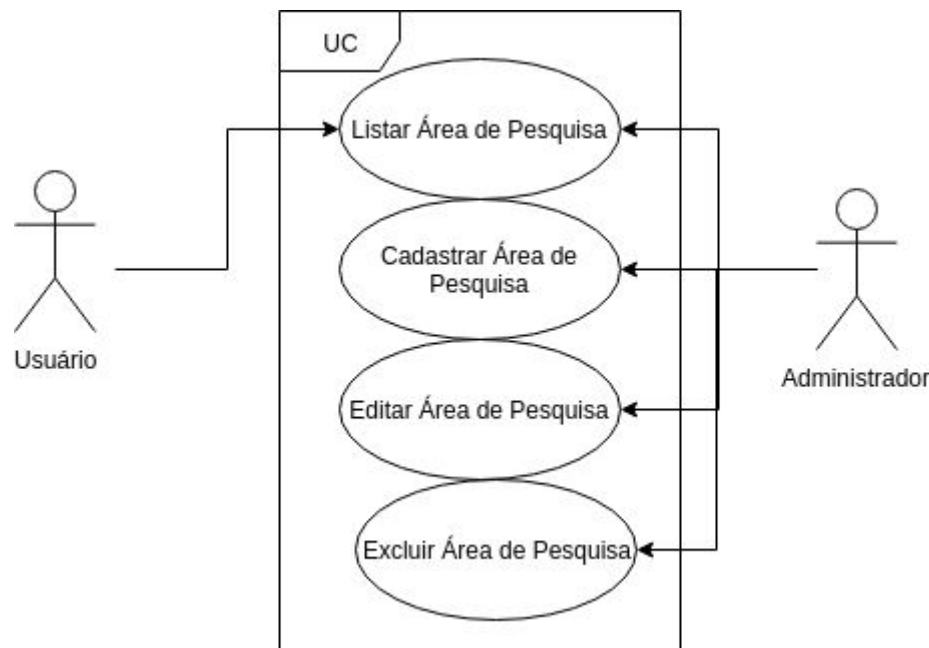 UC
Listar Área de Pesquisa
Cadastrar Área de
Pesquisa
Usuário
Administrador
Editar Área de Pesquisa
Excluir Área de Pesquisa